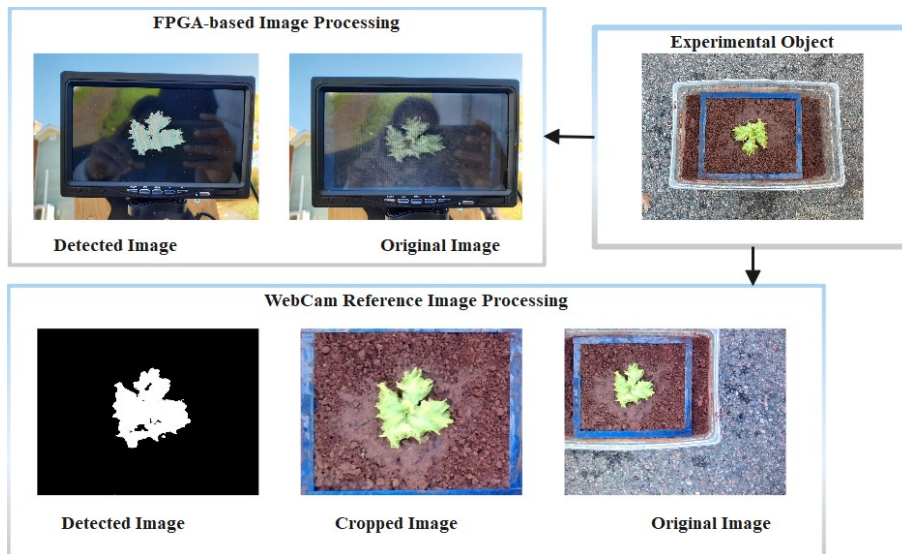 FPGA-based Image Processing
Detected Image
Original Image
Experimental Object
WebCam Reference Image Processing
Detected Image
Cropped Image
Original Image